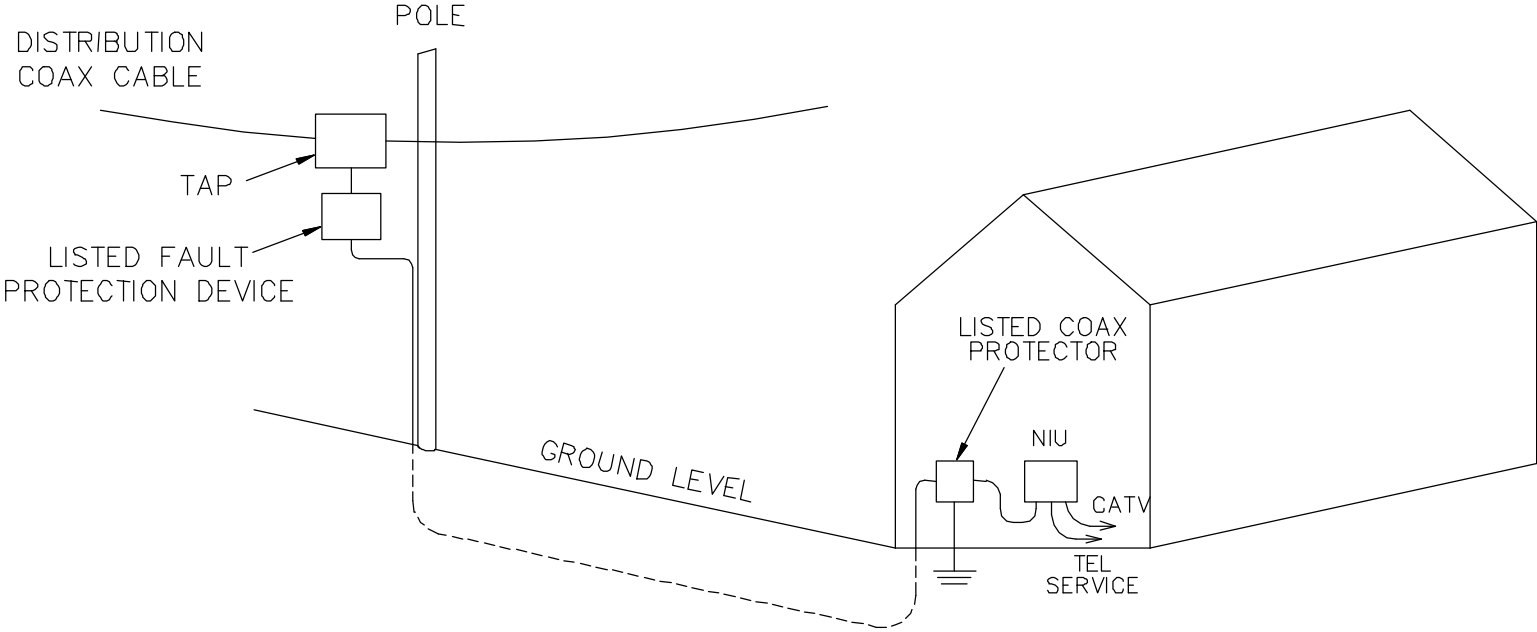 POLE
DISTRIBUTION
COAX CABLE
TAP
LISTED FAULT
PROTECTION DEVICE
LISTED COAX
PROTECTOR
NIU
GROUND LEVEL
CATV
TEL
SERVICE